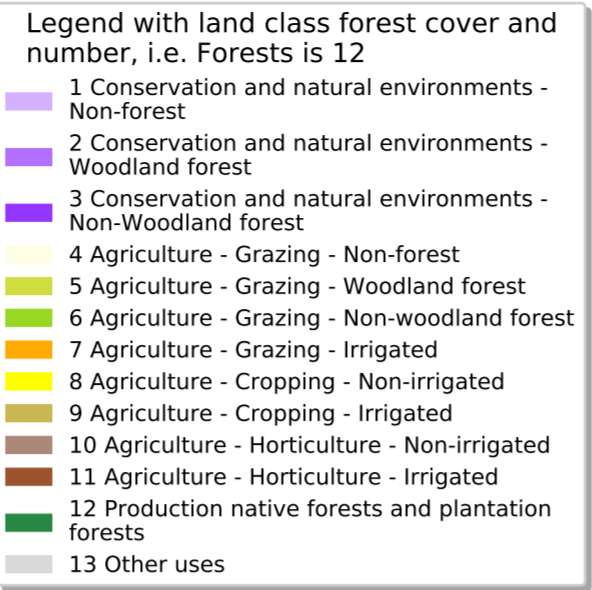 Legend with land class forest cover and
number, i.e. Forests is 12
1 Conservation and natural environments -
Non-forest
2 Conservation and natural environments -
Woodland forest
3 Conservation and natural environments -
Non-Woodland forest
4 Agriculture - Grazing - Non-forest
5 Agriculture - Grazing - Woodland forest
6 Agriculture - Grazing - Non-woodland forest
7 Agriculture - Grazing - Irrigated
8 Agriculture - Cropping - Non-irrigated
9 Agriculture - Cropping - Irrigated
10 Agriculture - Horticulture - Non-irrigated
11 Agriculture - Horticulture - Irrigated
12 Production native forests and plantation
forests
13 Other uses